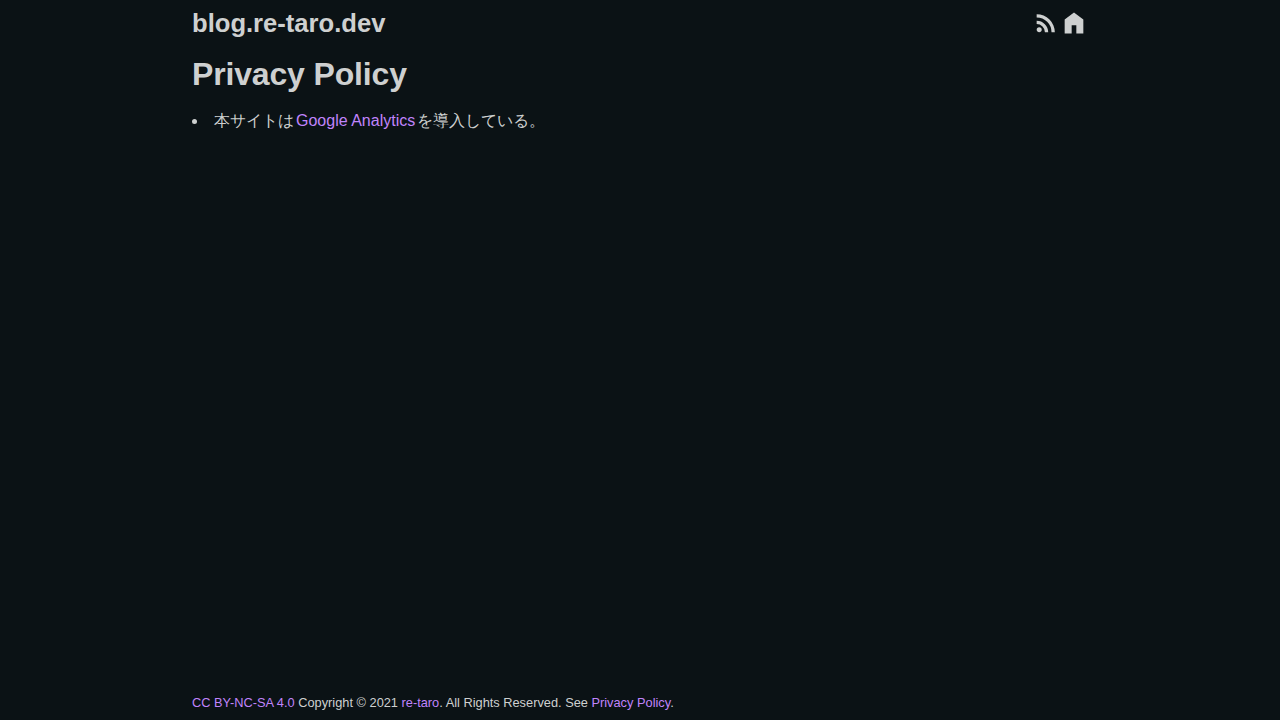 blog.re-taro.dev
Privacy Policy
• 本サイトはGoogle Analyticsを導入している。
CC BY-NC-SA 4.0 Copyright © 2021 re-taro. All Rights Reserved. See Privacy Policy.